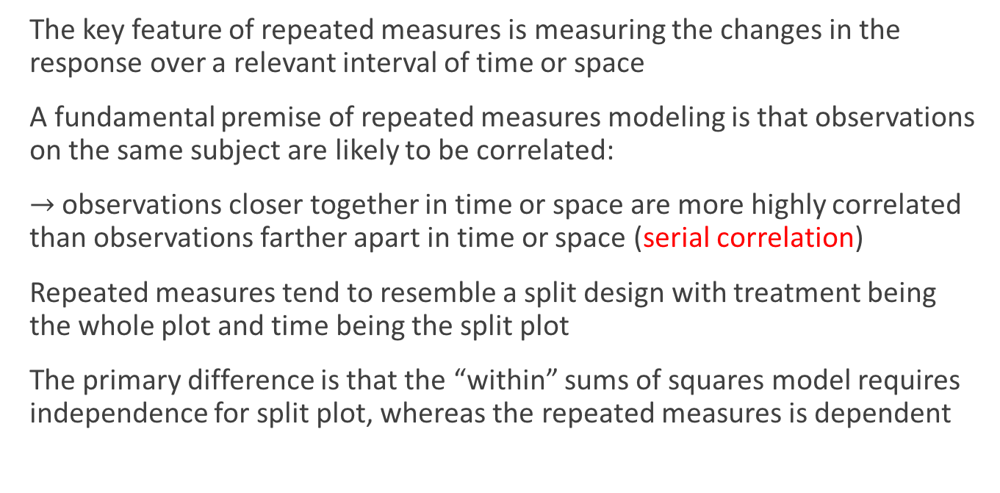 The key feature of repeated measures is measuring the changes in the
response over a relevant interval of time or space
A fundamental premise of repeated measures modeling is that observations
on the same subject are likely to be correlated:
→ observations closer together in time or space are more highly correlated
than observations farther apart in time or space (serial correlation)
Repeated measures tend to resemble a split design with treatment being
the whole plot and time being the split plot
The primary difference is that the “within” sums of squares model requires
independence for split plot, whereas the repeated measures is dependent